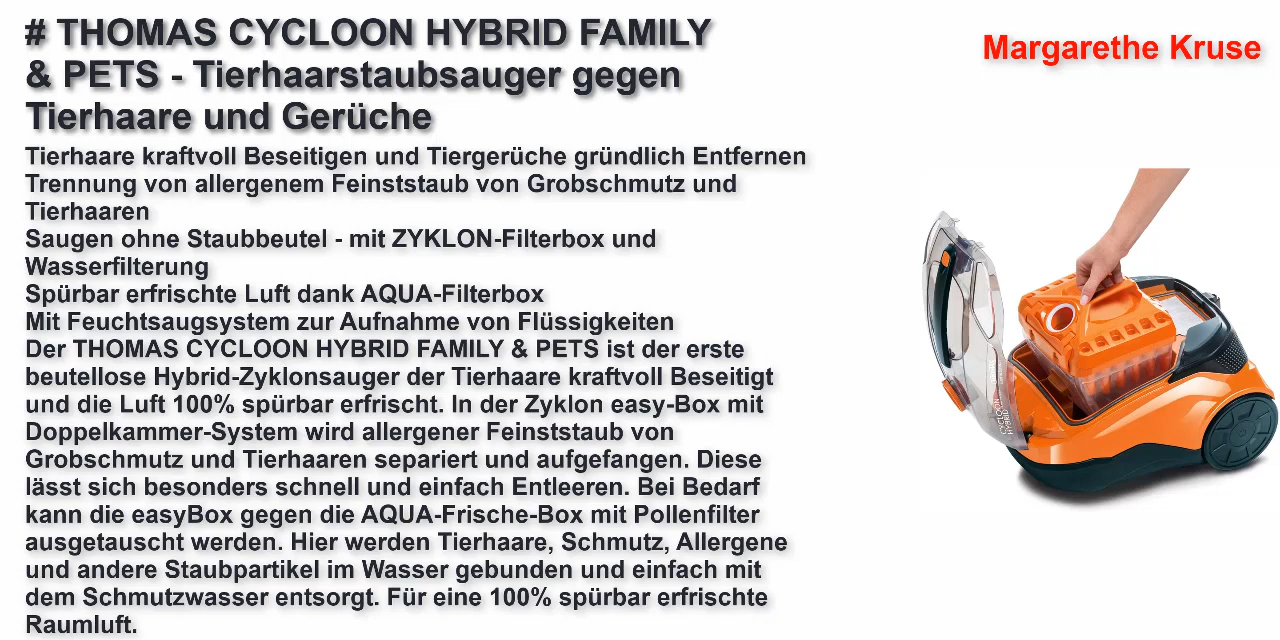 # THOMAS CYCLOON HYBRID FAMILY
& PETS - Tierhaarstaubsauger gegen
Tierhaare und Gerüche
Margarethe Kruse
Tierhaare kraftvoll Beseitigen und Tiergerüche gründlich Entfernen
Trennung von allergenem Feinststaub von Grobschmutz und
Tierhaaren
Saugen ohne Staubbeutel - mit ZYKLON-Filterbox und
Wasserfilterung
Spürbar erfrischte Luft dank AQUA-Filterbox
Mit Feuchtsaugsystem zur Aufnahme von Flüssigkeiten
Der THOMAS CYCLOON HYBRID FAMILY & PETS ist der erste
beutellose Hybrid-Zyklonsauger der Tierhaare kraftvoll Beseitigt
und die Luft 100% spürbar erfrischt. In der Zyklon easy-Box mit
Doppelkammer-System wird allergener Feinststaub von
Grobschmutz und Tierhaaren separiert und aufgefangen. Diese
lässt sich besonders schnell und einfach Entleeren. Bei Bedarf
kann die easyBox gegen die AQUA-Frische-Box mit Pollenfilter
ausgetauscht werden. Hier werden Tierhaare, Schmutz, Allergene
und andere Staubpartikel im Wasser gebunden und einfach mit
dem Schmutzwasser entsorgt. Für eine 100% spürbar erfrischte
Raumluft.
CYCLOON
HYBRID